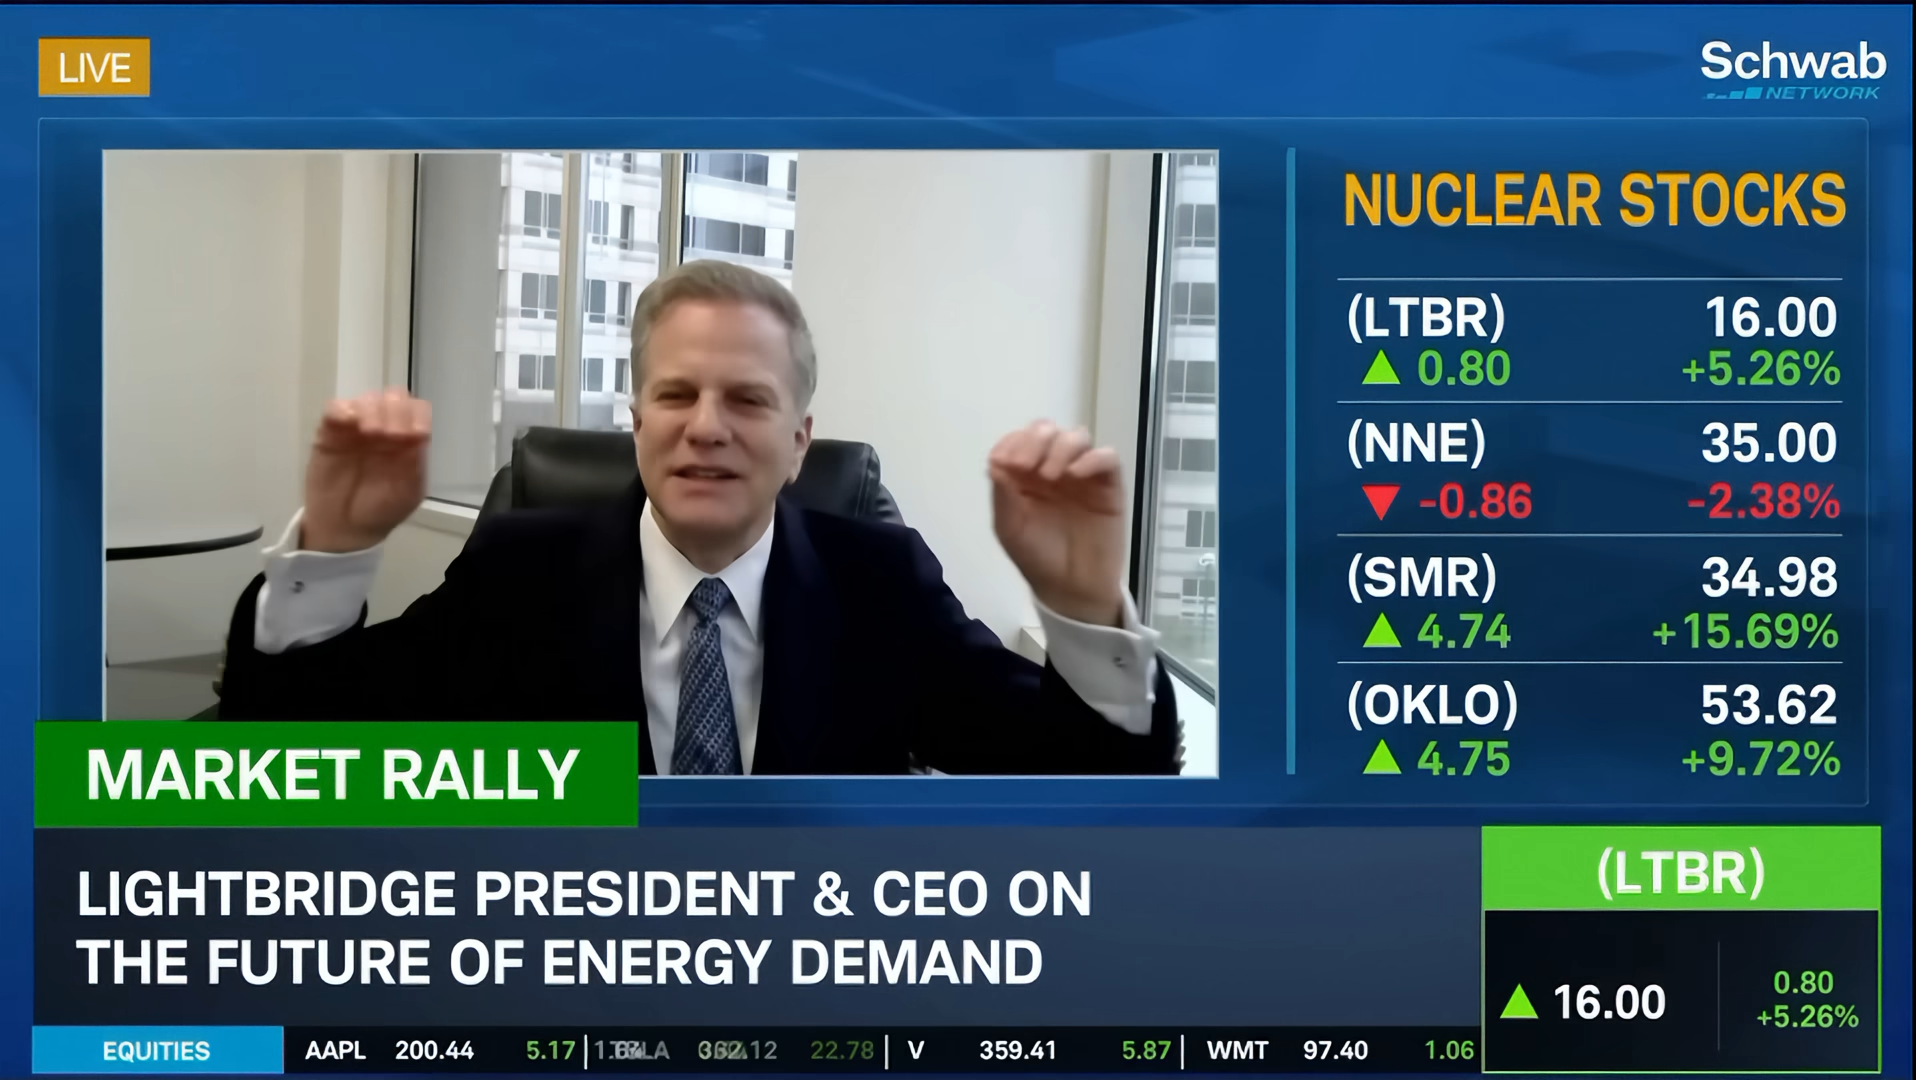 LIVE
Schwab
NETWORK
NUCLEAR STOCKS
(LTBR) 16.00
▲ 0.80 +5.26%
(NNE) 35.00
▼ -0.86 -2.38%
(SMR) 34.98
▲ 4.74 +15.69%
(OKLO) 53.62
▲ 4.75 +9.72%
MARKET RALLY
LIGHTBRIDGE PRESIDENT & CEO ON
THE FUTURE OF ENERGY DEMAND
(LTBR)
▲ 16.00
0.80
+5.26%
EQUITIES AAPL 200.44 5.17 22.78 V 359.41 5.87 WMT 97.40 1.06